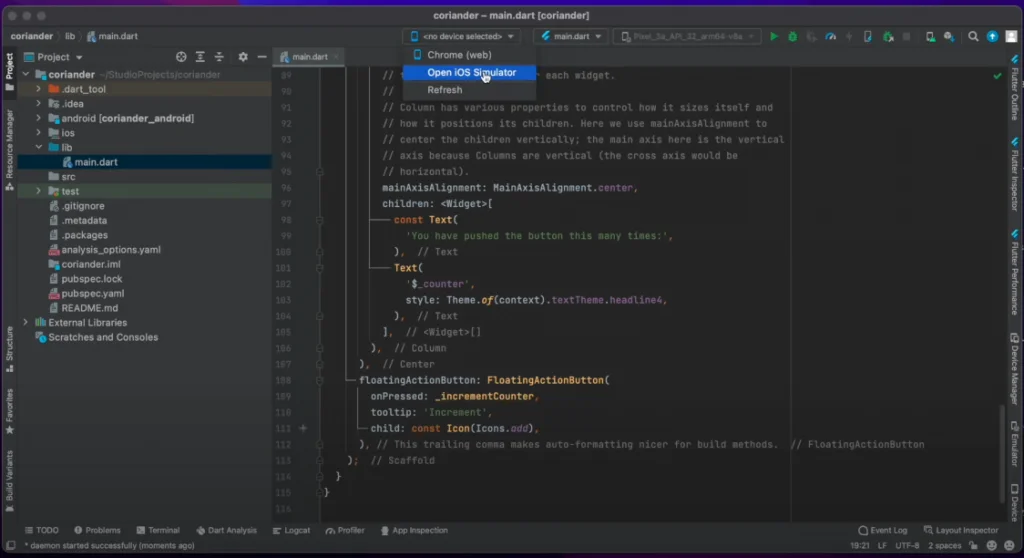 coriander – main.dart [coriander]
coriander lib main.dart
<no device selected> main.dart Pixel_3a_API_32_arm64-v8a
Chrome (web)
Open iOS Simulator
Refresh
Project
main.dart
coriander ~/StudioProjects/coriander
.dart_tool
.idea
android [coriander_android]
ios
lib
main.dart
src
test
.gitignore
.metadata
.packages
analysis_options.yaml
coriander.iml
pubspec.lock
pubspec.yaml
README.md
External Libraries
Scratches and Consoles
Project
Resource Manager
Structure
Favorites
Build Variants
89 // each widget.
90 //
91 // Column has various properties to control how it sizes itself and
92 // how it positions its children. Here we use mainAxisAlignment to
93 // center the children vertically; the main axis here is the vertical
94 // axis because Columns are vertical (the cross axis would be
95 // horizontal).
96 mainAxisAlignment: MainAxisAlignment.center,
97 children: <Widget>[
98 const Text(
99 'You have pushed the button this many times:',
100 ), // Text
101 Text(
102 '$_counter',
103 style: Theme.of(context).textTheme.headline4,
104 ), // Text
105 ], // <Widget>[]
106 ), // Column
107 ), // Center
108 floatingActionButton: FloatingActionButton(
109 onPressed: _incrementCounter,
110 tooltip: 'Increment',
111 child: const Icon(Icons.add),
112 ), // This trailing comma makes auto-formatting nicer for build methods. // FloatingActionButton
113 ); // Scaffold
114 }
115 }
116
Flutter Outline
Flutter Inspector
Flutter Performance
Device Manager
Emulator
Device
TODO Problems Terminal Dart Analysis Logcat Profiler App Inspection Event Log Layout Inspector
* daemon started successfully (moments ago) 19:21 LF UTF-8 2 spaces